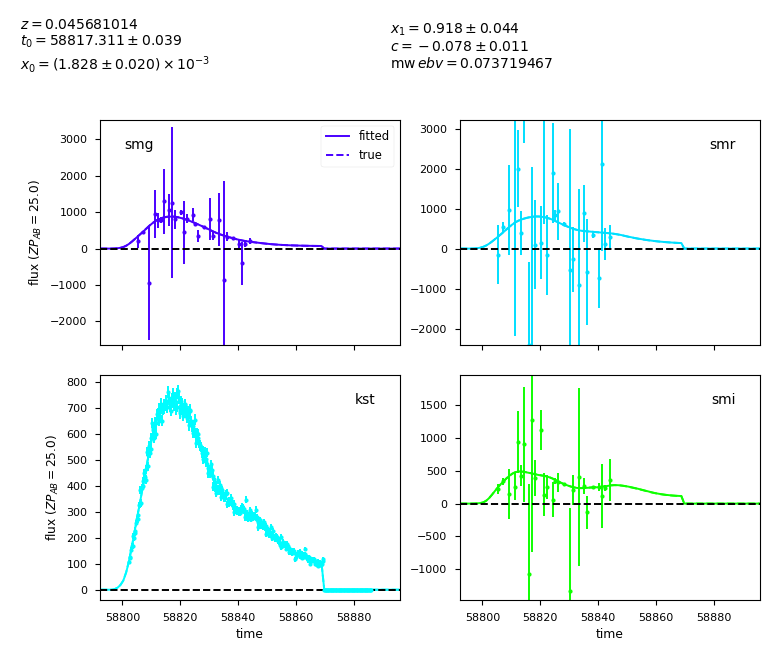 z = 0.045681014
t₀ = 58817.311 ± 0.039
x₀ = (1.828 ± 0.020) × 10⁻³
x₁ = 0.918 ± 0.044
c = −0.078 ± 0.011
mw ebv = 0.073719467
smg
fitted
true
3000
2000
1000
0
−1000
−2000
flux (ZP_AB = 25.0)
smr
3000
2000
1000
0
−1000
−2000
kst
800
700
600
500
400
300
200
100
0
flux (ZP_AB = 25.0)
58800 58820 58840 58860 58880
time
smi
1500
1000
500
0
−500
−1000
58800 58820 58840 58860 58880
time